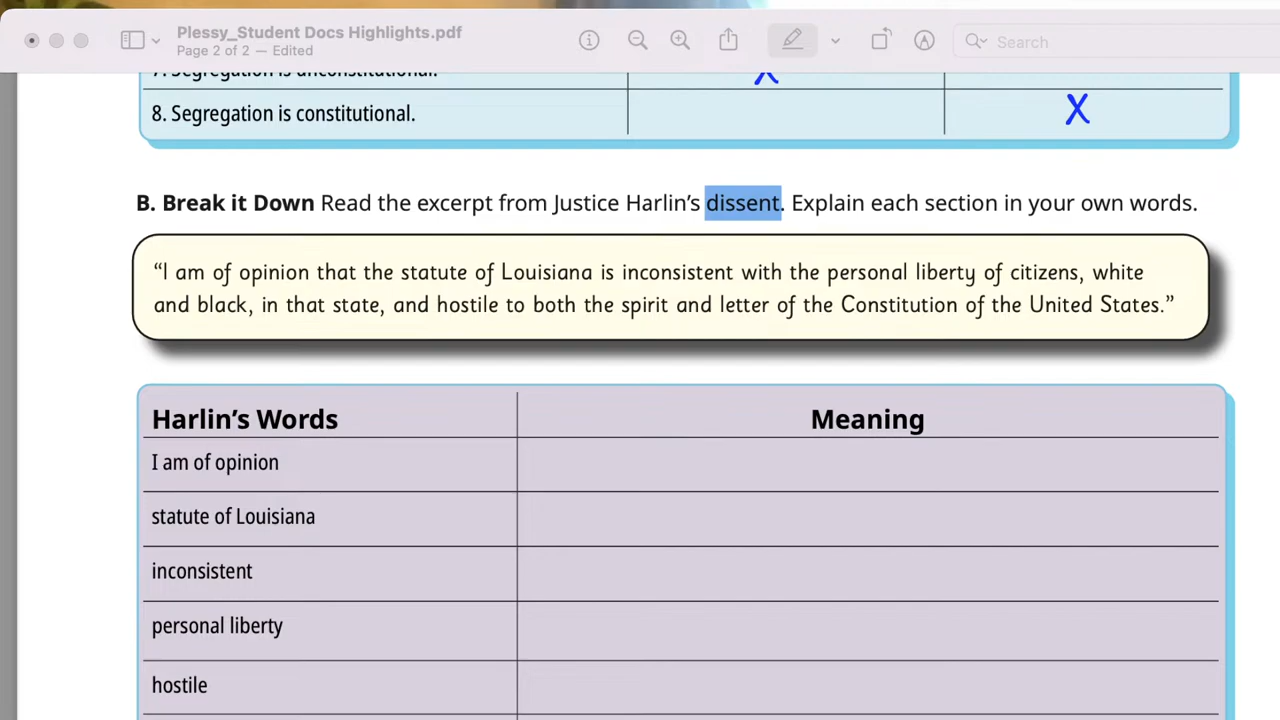 Plessy_Student Docs Highlights.pdf
Page 2 of 2 — Edited
Search
7. Segregation is unconstitutional.
X
8. Segregation is constitutional.
X
B. Break it Down Read the excerpt from Justice Harlin’s dissent. Explain each section in your own words.
“I am of opinion that the statute of Louisiana is inconsistent with the personal liberty of citizens, white
and black, in that state, and hostile to both the spirit and letter of the Constitution of the United States.”
Harlin’s Words
Meaning
I am of opinion
statute of Louisiana
inconsistent
personal liberty
hostile